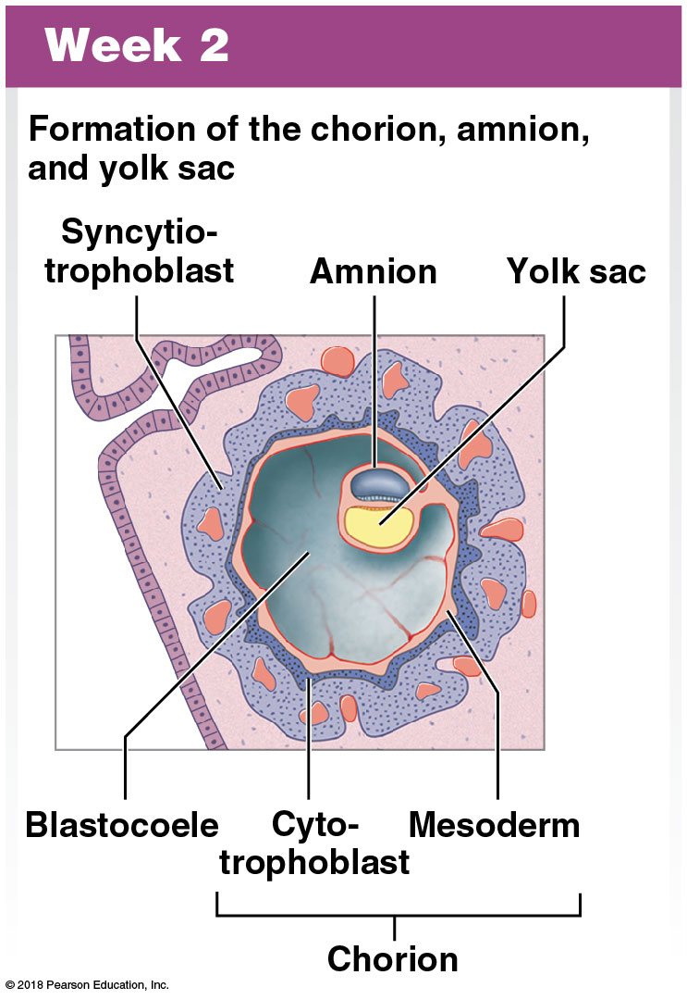 Week 2
Formation of the chorion, amnion,
and yolk sac
Syncytio-
trophoblast
Amnion
Yolk sac
Blastocoele
Cyto-
trophoblast
Mesoderm
Chorion
© 2018 Pearson Education, Inc.